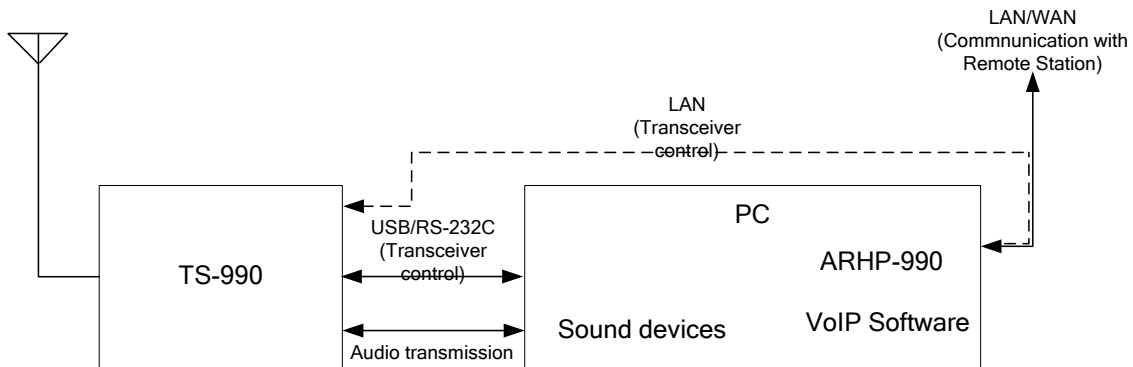 LAN/WAN
(Commnunication with
Remote Station)
LAN
(Transceiver
control)
PC
USB/RS-232C
(Transceiver
control)
TS-990
ARHP-990
Sound devices
VoIP Software
Audio transmission